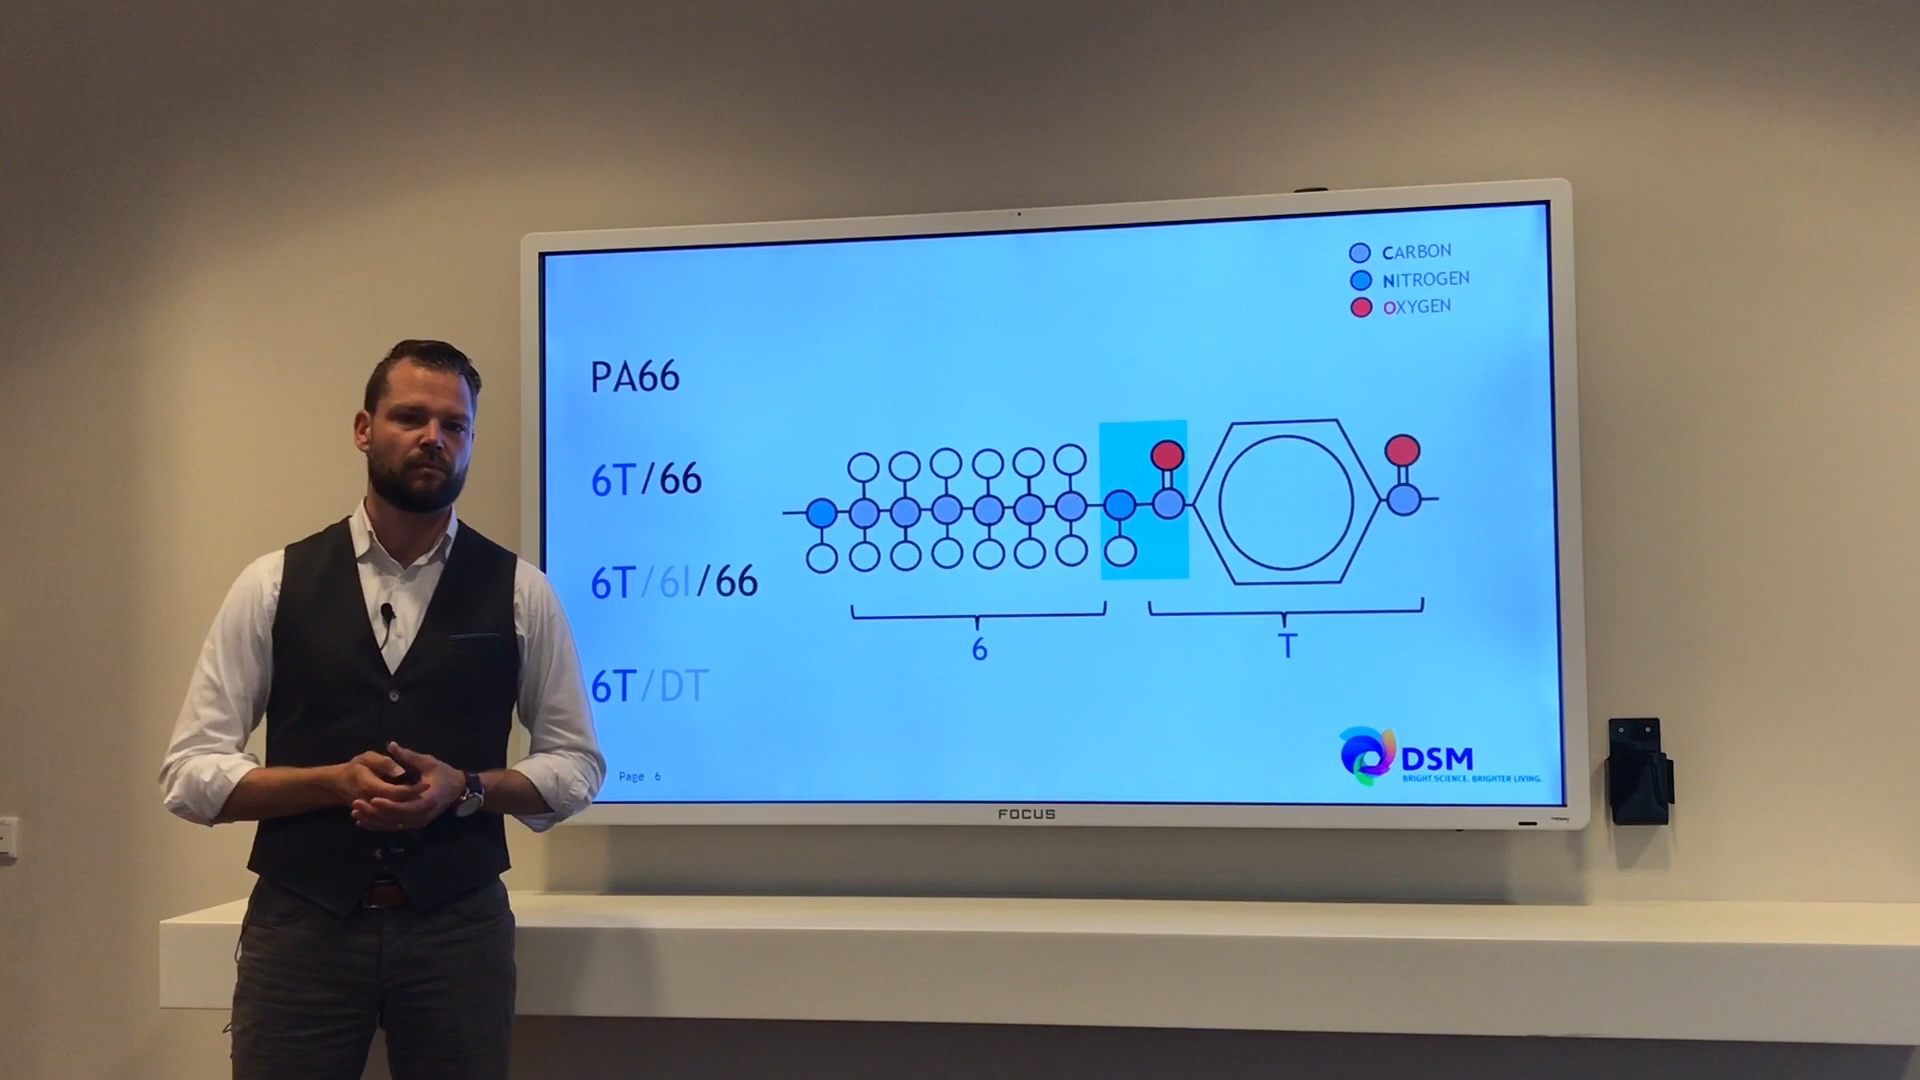 CARBON
NITROGEN
OXYGEN
PA66
6T/66
6T/6I/66
6T/DT
6
T
Page 6
DSM
BRIGHT SCIENCE. BRIGHTER LIVING.
FOCUS